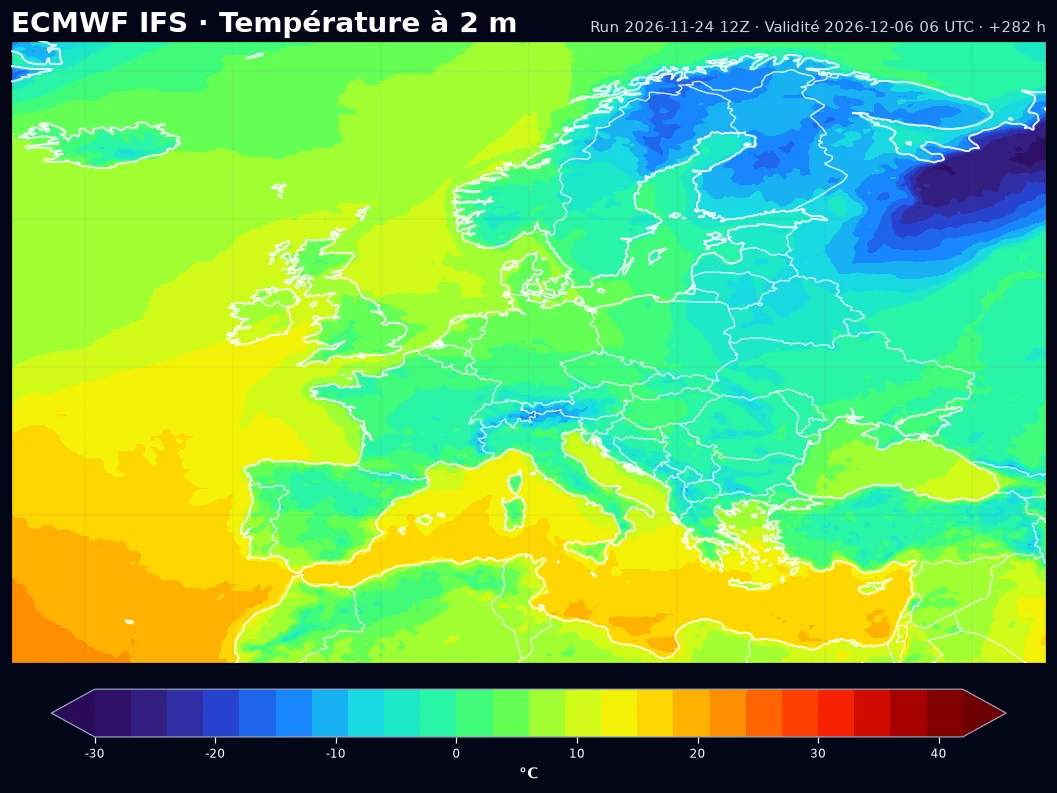 ECMWF IFS · Température à 2 m
Run 2026-11-24 12Z · Validité 2026-12-06 06 UTC · +282 h
-30 -20 -10 0 10 20 30 40
°C